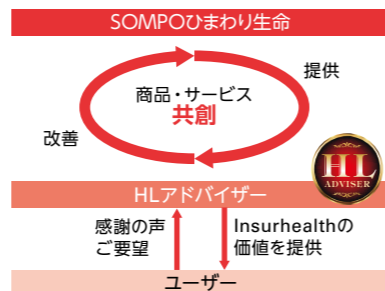 SOMPOひまわり生命
提供
商品・サービス
共創
改善
HL
ADVISER
HLアドバイザー
感謝の声
ご要望
Insurhealthの
価値を提供
ユーザー